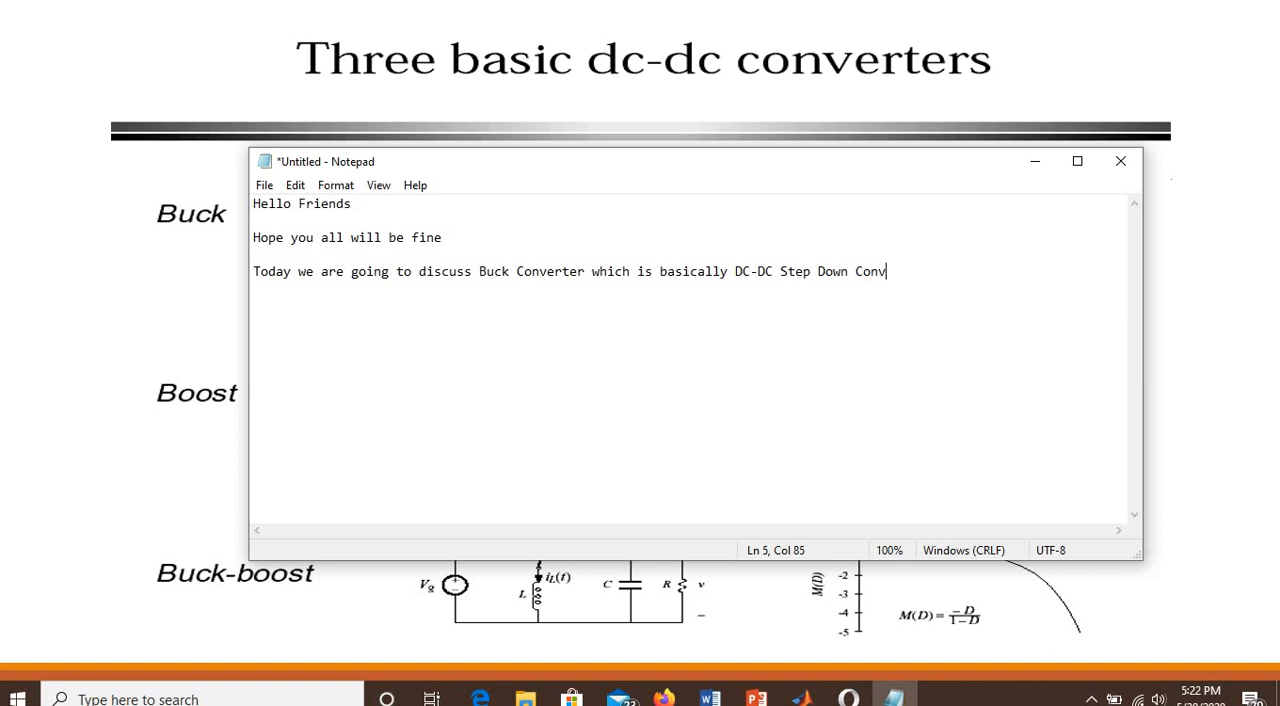 Three basic dc-dc converters
*Untitled - Notepad
File Edit Format View Help
Hello Friends
Hope you all will be fine
Today we are going to discuss Buck Converter which is basically DC-DC Step Down Conv
Ln 5, Col 85 100% Windows (CRLF) UTF-8
Buck
Boost
Buck-boost
Vg
L
iL(t)
C
R
v
M(D)
-2
-3
-4
-5
M(D) = -D / 1-D
Type here to search
5:22 PM